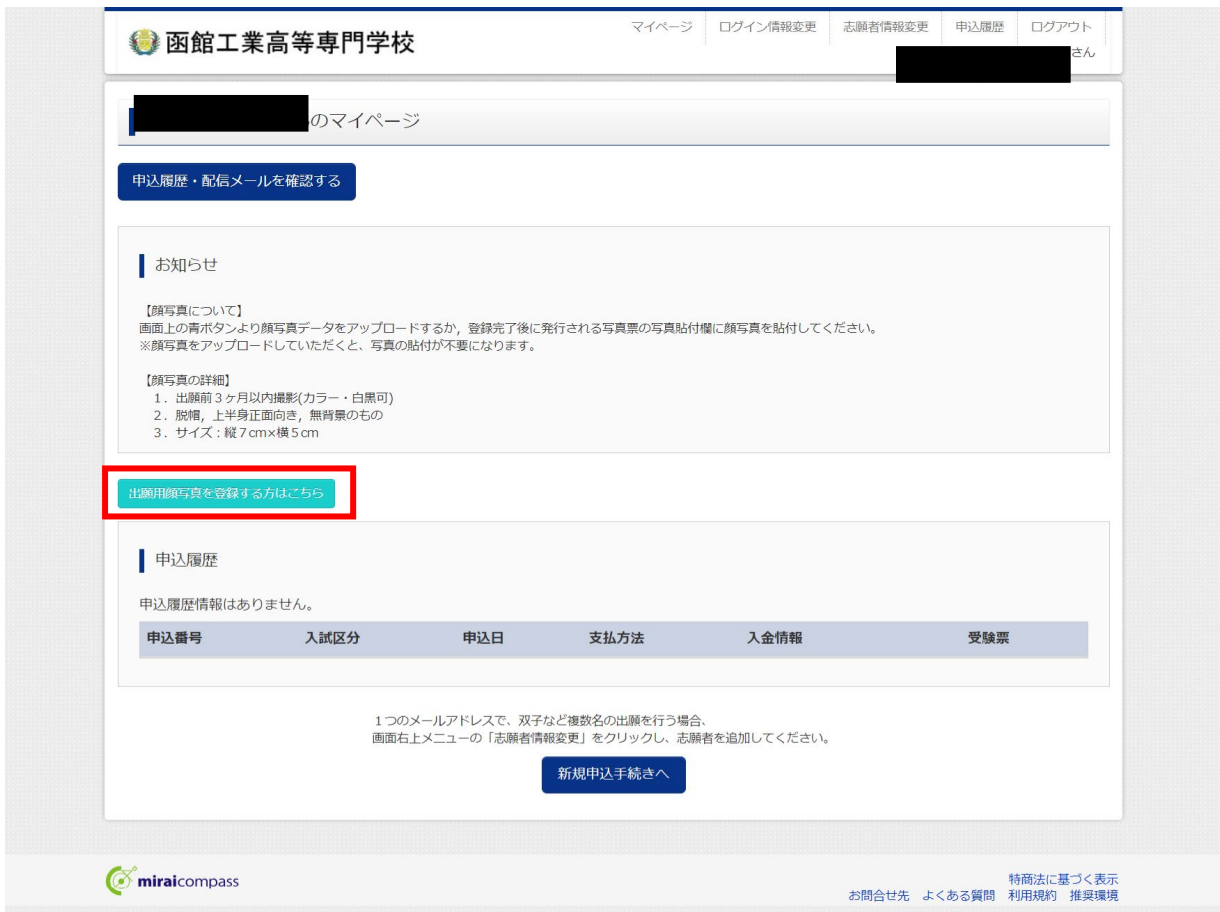 函館工業高等専門学校
マイページ ログイン情報変更 志願者情報変更 申込履歴 ログアウト
さん
のマイページ
申込履歴・配信メールを確認する
お知らせ
【顔写真について】
画面上の青ボタンより顔写真データをアップロードするか，登録完了後に発行される写真票の写真貼付欄に顔写真を貼付してください。
※顔写真をアップロードしていただくと、写真の貼付が不要になります。
【顔写真の詳細】
1．出願前３ヶ月以内撮影(カラー・白黒可)
2．脱帽，上半身正面向き，無背景のもの
3．サイズ：縦７cm×横５cm
出願用顔写真を登録する方はこちら
申込履歴
申込履歴情報はありません。
申込番号 入試区分 申込日 支払方法 入金情報 受験票
１つのメールアドレスで、双子など複数名の出願を行う場合、
画面右上メニューの「志願者情報変更」をクリックし、志願者を追加してください。
新規申込手続きへ
miraicompass
特商法に基づく表示
お問合せ先 よくある質問 利用規約 推奨環境